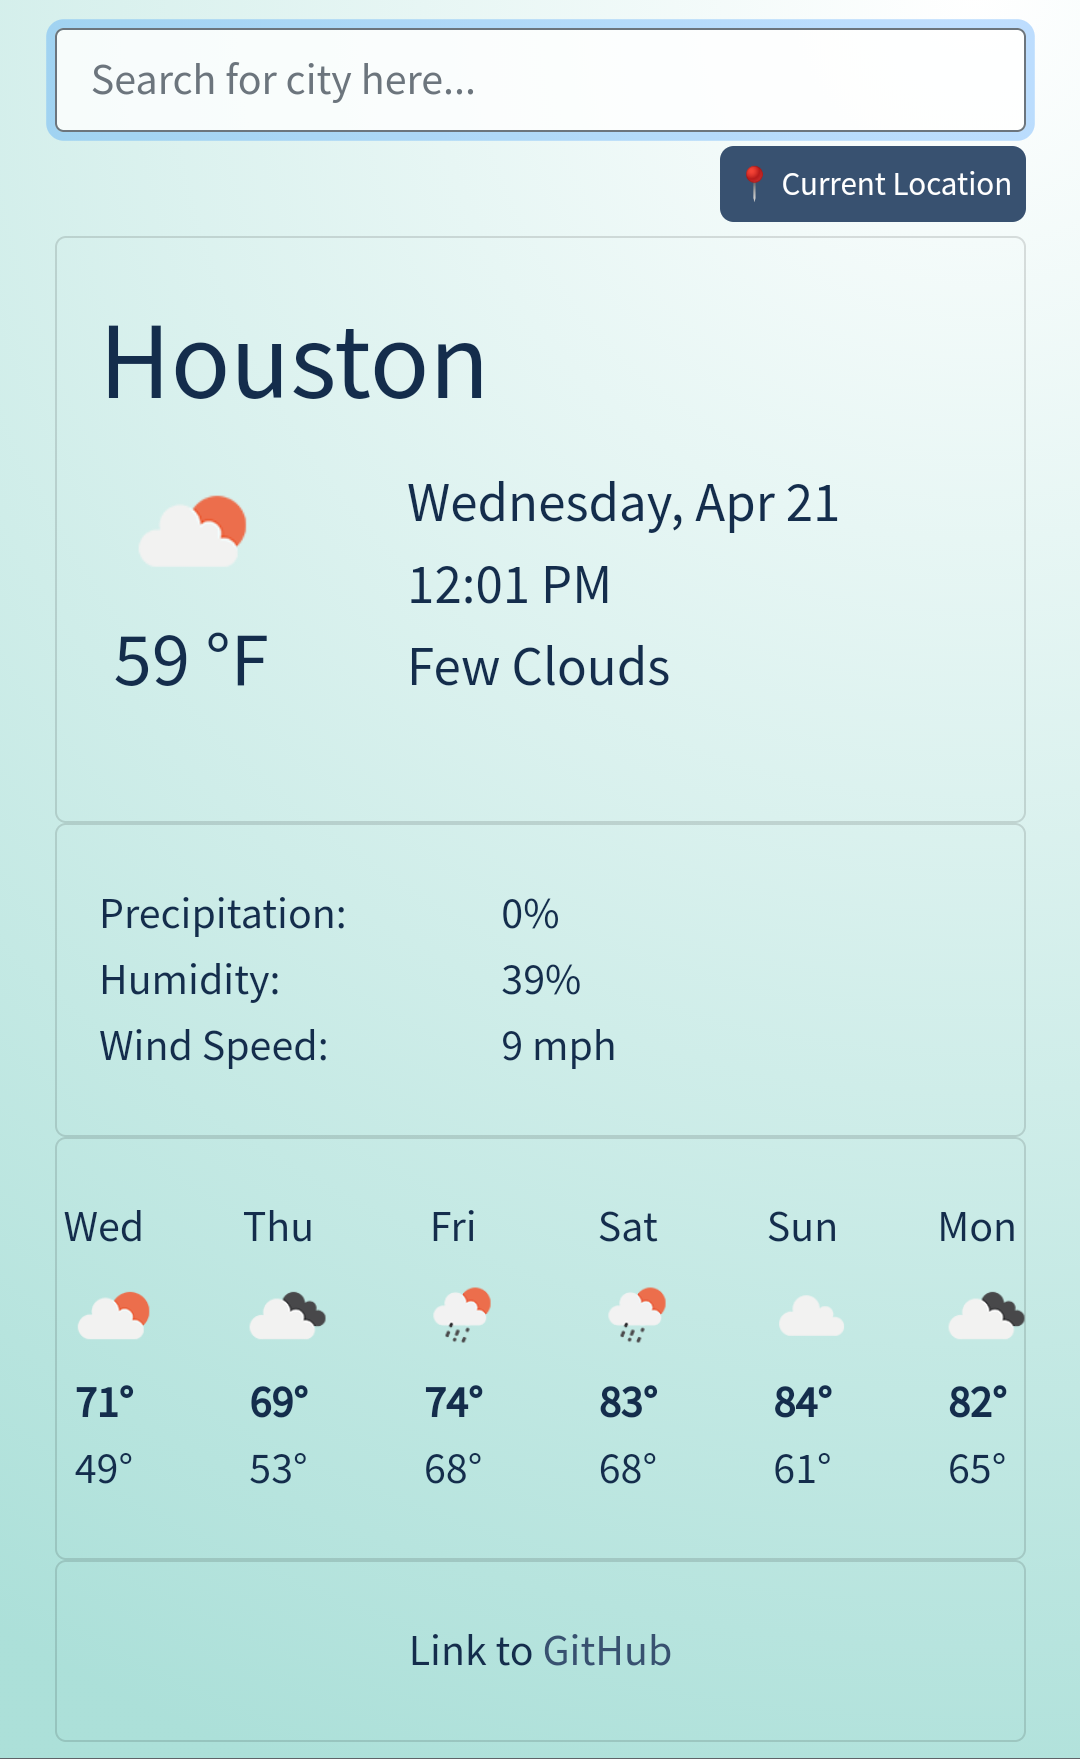 Search for city here...
📍 Current Location
Houston
Wednesday, Apr 21
12:01 PM
59 °F
Few Clouds
Precipitation: 0%
Humidity: 39%
Wind Speed: 9 mph
Wed Thu Fri Sat Sun Mon
71° 69° 74° 83° 84° 82°
49° 53° 68° 68° 61° 65°
Link to GitHub